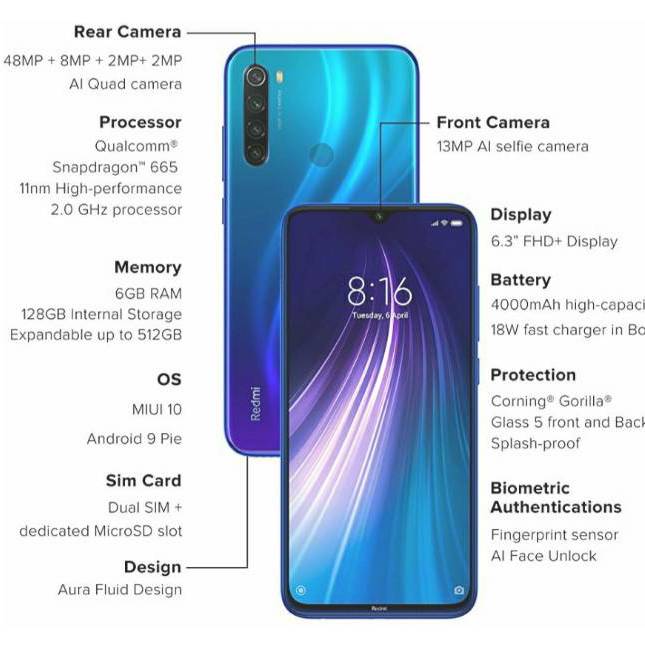 Rear Camera
48MP + 8MP + 2MP+ 2MP
AI Quad camera
Processor
Qualcomm®
Snapdragon™ 665
11nm High-performance
2.0 GHz processor
Memory
6GB RAM
128GB Internal Storage
Expandable up to 512GB
OS
MIUI 10
Android 9 Pie
Sim Card
Dual SIM +
dedicated MicroSD slot
Design
Aura Fluid Design
Redmi
8:16
Tuesday, 6 April
Redmi
Front Camera
13MP AI selfie camera
Display
6.3" FHD+ Display
Battery
4000mAh high-capaci
18W fast charger in Bo
Protection
Corning® Gorilla®
Glass 5 front and Back
Splash-proof
Biometric
Authentications
Fingerprint sensor
AI Face Unlock